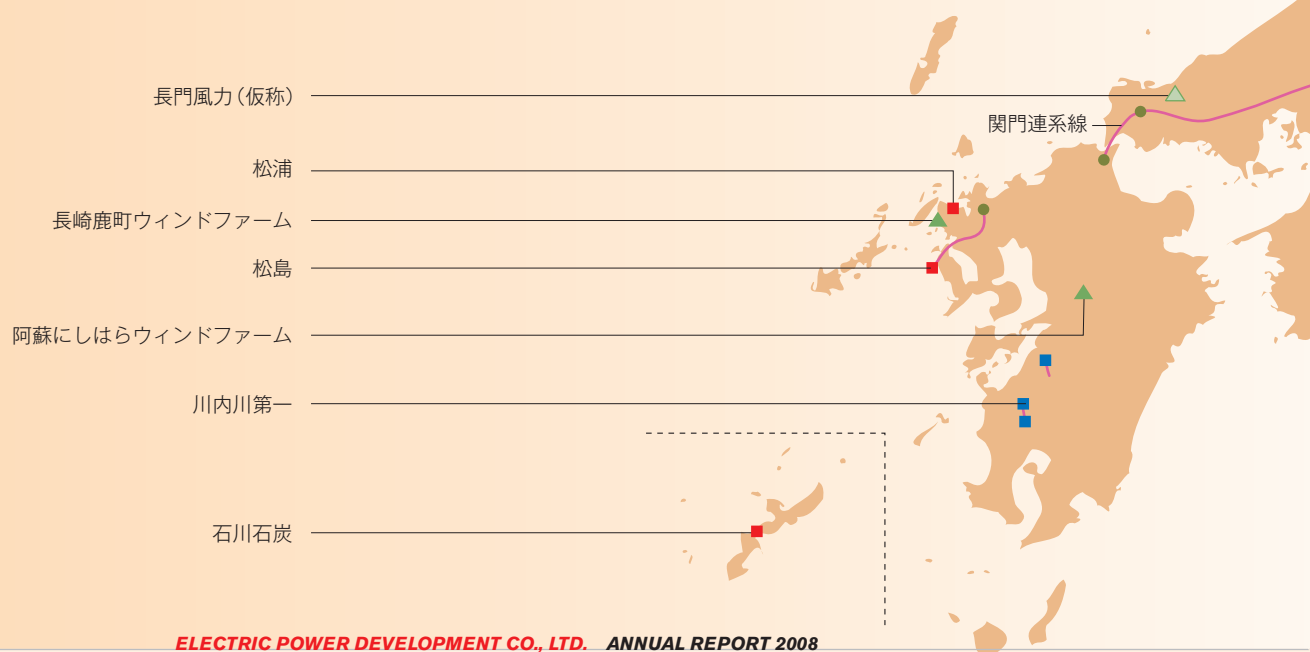 長門風力（仮称）
関門連系線
松浦
長崎鹿町ウィンドファーム
松島
阿蘇にしはらウィンドファーム
川内川第一
石川石炭
ELECTRIC POWER DEVELOPMENT CO., LTD. ANNUAL REPORT 2008